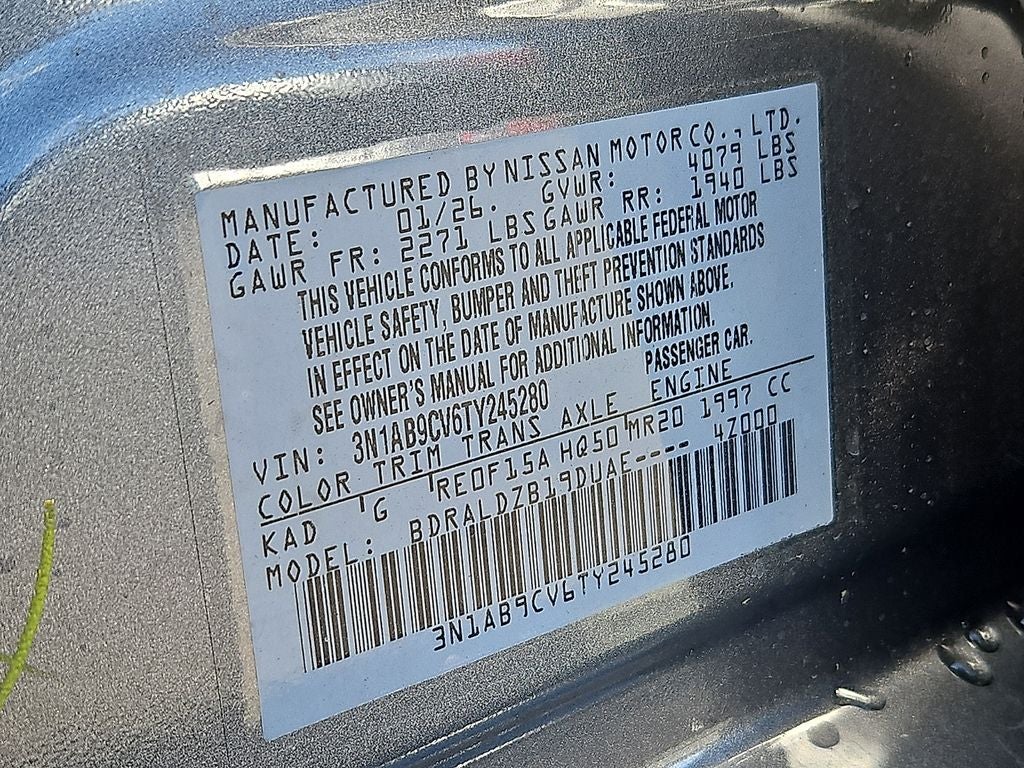 MANUFACTURED BY NISSAN MOTOR CO., LTD.
DATE: 01/26. GVWR: 4079 LBS
GAWR FR: 2271 LBS GAWR RR: 1940 LBS
THIS VEHICLE CONFORMS TO ALL APPLICABLE FEDERAL MOTOR
VEHICLE SAFETY, BUMPER AND THEFT PREVENTION STANDARDS
IN EFFECT ON THE DATE OF MANUFACTURE SHOWN ABOVE.
SEE OWNER'S MANUAL FOR ADDITIONAL INFORMATION.
VIN: 3N1AB9CV6TY245280 PASSENGER CAR.
COLOR TRIM TRANS AXLE ENGINE
KAD G RE0F15A HQ50 MR20 1997 CC
MODEL: BDRALDZB19DUAE---- 47000
3N1AB9CV6TY245280